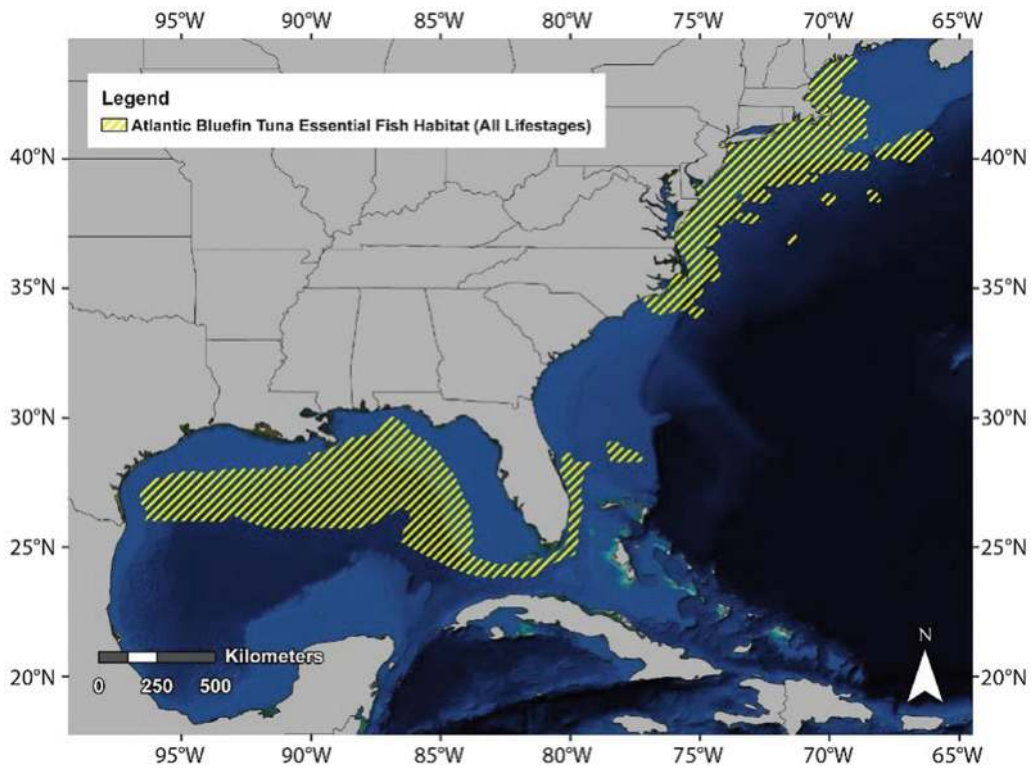 95°W 90°W 85°W 80°W 75°W 70°W 65°W
Legend
Atlantic Bluefin Tuna Essential Fish Habitat (All Lifestages)
40°N 40°N
35°N 35°N
30°N 30°N
25°N 25°N
N
Kilometers
0 250 500
20°N 20°N
95°W 90°W 85°W 80°W 75°W 70°W 65°W